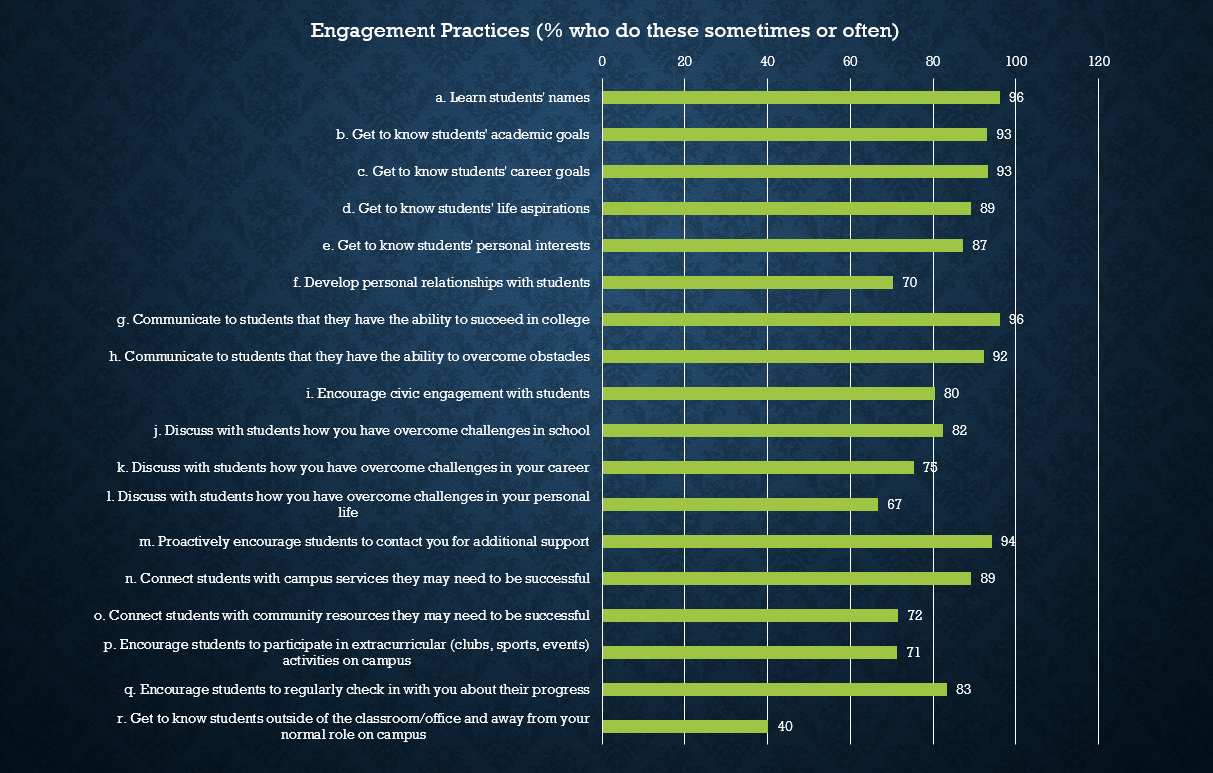 Engagement Practices (% who do these sometimes or often)
0 20 40 60 80 100 120
a. Learn students' names 96
b. Get to know students' academic goals 93
c. Get to know students' career goals 93
d. Get to know students' life aspirations 89
e. Get to know students' personal interests 87
f. Develop personal relationships with students 70
g. Communicate to students that they have the ability to succeed in college 96
h. Communicate to students that they have the ability to overcome obstacles 92
i. Encourage civic engagement with students 80
j. Discuss with students how you have overcome challenges in school 82
k. Discuss with students how you have overcome challenges in your career 75
l. Discuss with students how you have overcome challenges in your personal
life 67
m. Proactively encourage students to contact you for additional support 94
n. Connect students with campus services they may need to be successful 89
o. Connect students with community resources they may need to be successful 72
p. Encourage students to participate in extracurricular (clubs, sports, events)
activities on campus 71
q. Encourage students to regularly check in with you about their progress 83
r. Get to know students outside of the classroom/office and away from your
normal role on campus 40